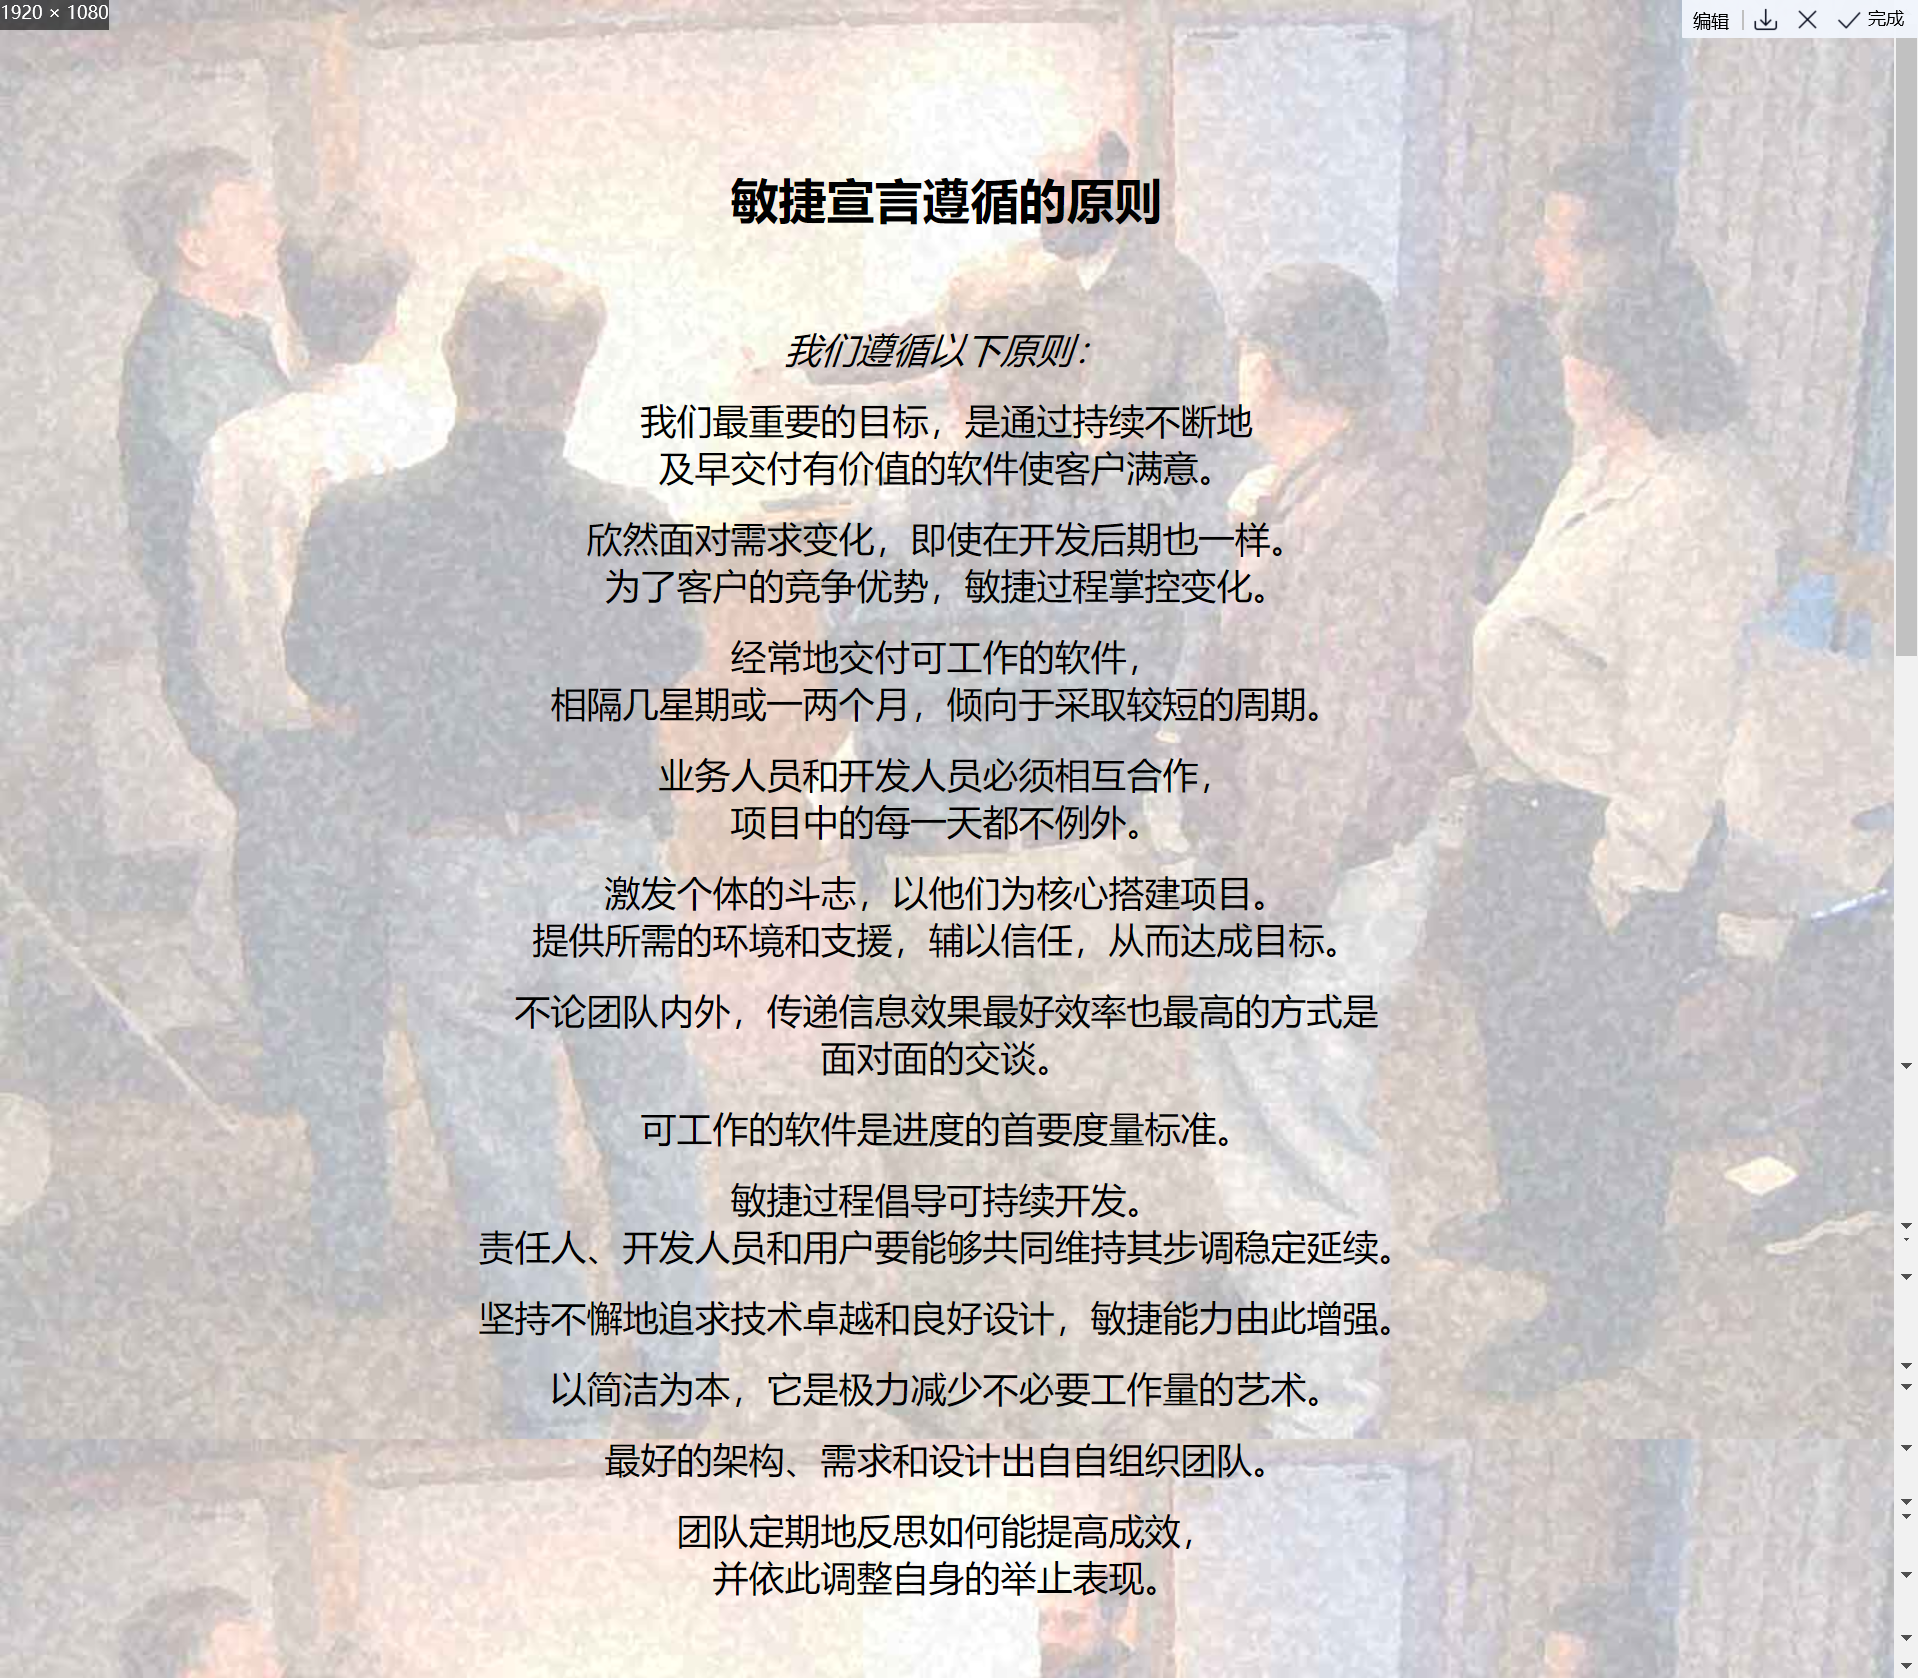 1920 × 1080
编辑
完成
敏捷宣言遵循的原则
我们遵循以下原则：
我们最重要的目标，是通过持续不断地
及早交付有价值的软件使客户满意。
欣然面对需求变化，即使在开发后期也一样。
为了客户的竞争优势，敏捷过程掌控变化。
经常地交付可工作的软件，
相隔几星期或一两个月，倾向于采取较短的周期。
业务人员和开发人员必须相互合作，
项目中的每一天都不例外。
激发个体的斗志，以他们为核心搭建项目。
提供所需的环境和支援，辅以信任，从而达成目标。
不论团队内外，传递信息效果最好效率也最高的方式是
面对面的交谈。
可工作的软件是进度的首要度量标准。
敏捷过程倡导可持续开发。
责任人、开发人员和用户要能够共同维持其步调稳定延续。
坚持不懈地追求技术卓越和良好设计，敏捷能力由此增强。
以简洁为本，它是极力减少不必要工作量的艺术。
最好的架构、需求和设计出自自组织团队。
团队定期地反思如何能提高成效，
并依此调整自身的举止表现。